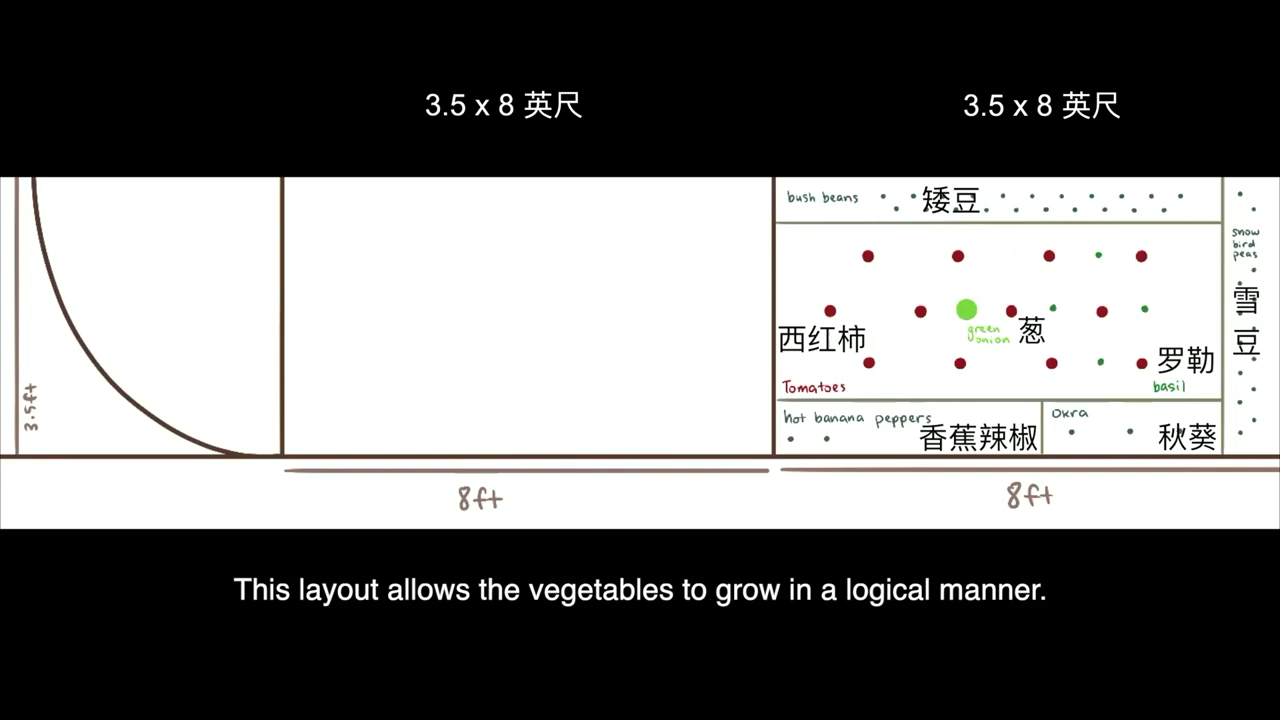 3.5 x 8 英尺
3.5 x 8 英尺
bush beans
矮豆
snow
bird
peas
雪
豆
green
onion
葱
西红柿
Tomatoes
罗勒
basil
hot banana peppers
香蕉辣椒
okra
秋葵
3.5ft
8ft
8ft
This layout allows the vegetables to grow in a logical manner.